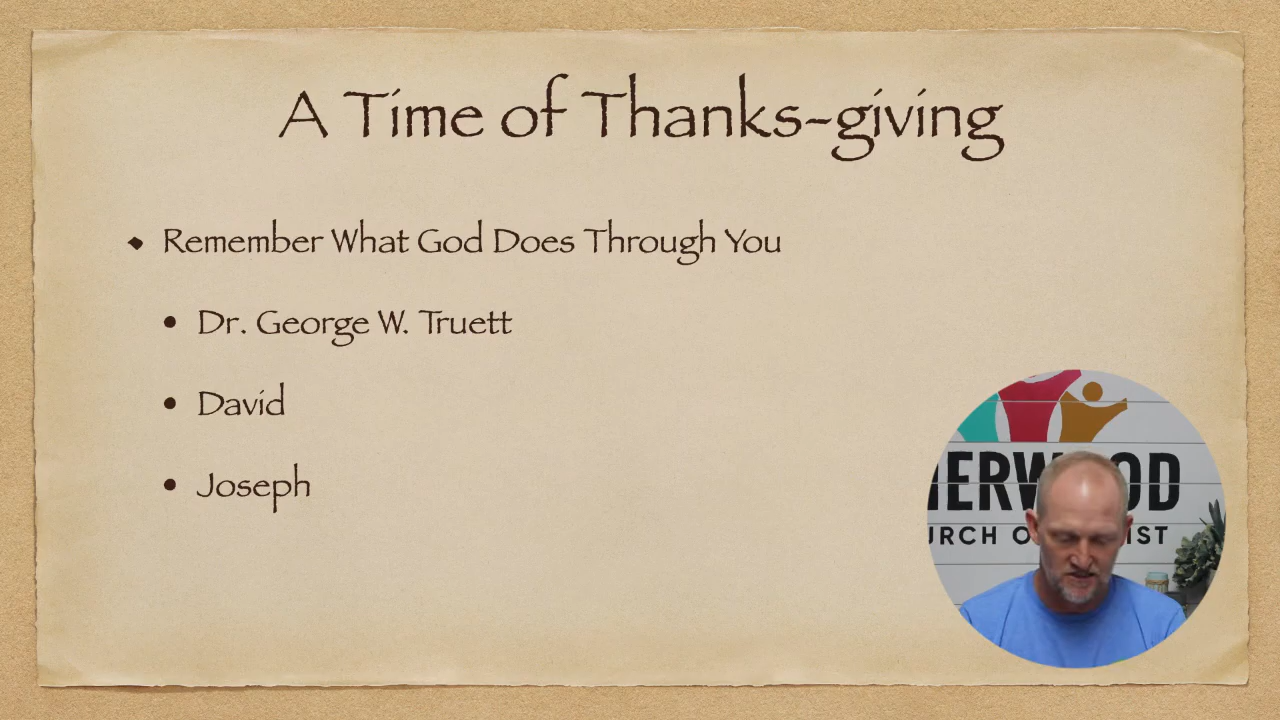 A Time of Thanks-giving
Remember What God Does Through You
Dr. George W. Truett
David
Joseph